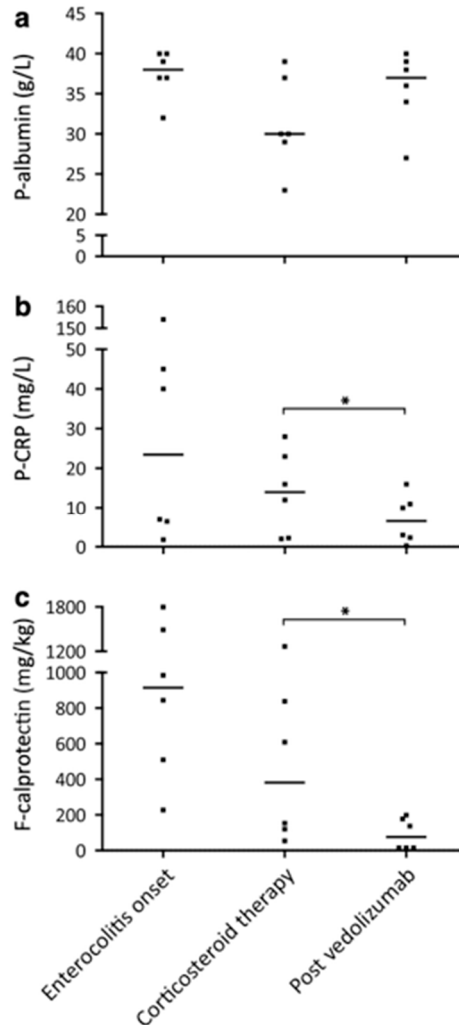 a
P-albumin (g/L)
45
40
35
30
25
20
5
0
b
P-CRP (mg/L)
160
150
50
40
30
20
10
0
*
c
F-calprotectin (mg/kg)
1800
1200
1000
800
600
400
200
0
*
Enterocolitis onset
Corticosteroid therapy
Post vedolizumab